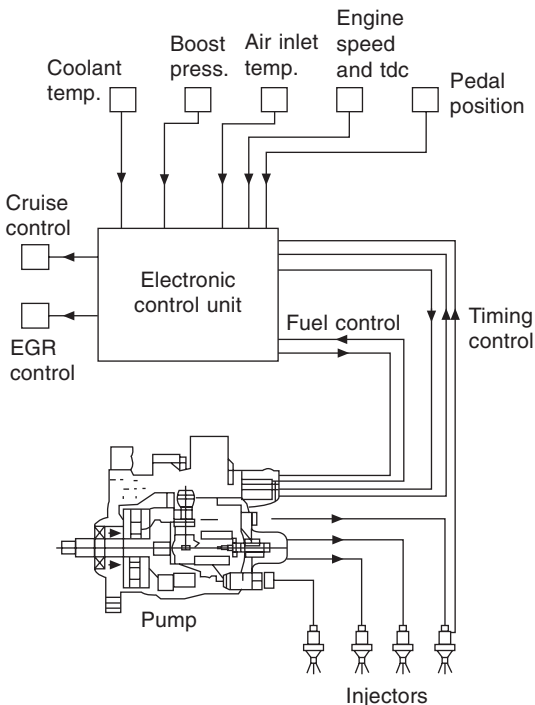 Coolant
temp.
Boost
press.
Air inlet
temp.
Engine
speed
and tdc
Pedal
position
Cruise
control
Electronic
control unit
EGR
control
Fuel control
Timing
control
Pump
Injectors